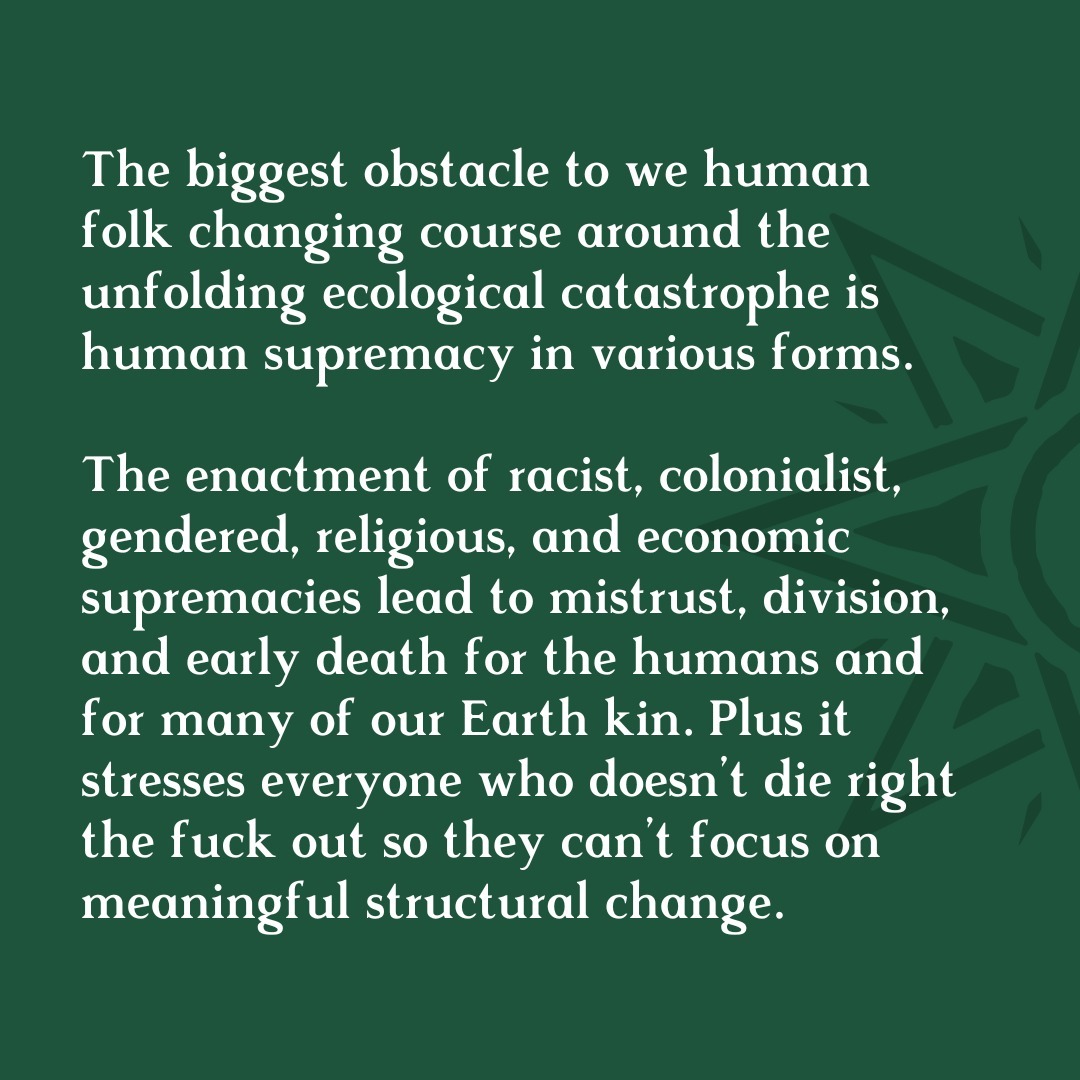 The biggest obstacle to we human
folk changing course around the
unfolding ecological catastrophe is
human supremacy in various forms.
The enactment of racist, colonialist,
gendered, religious, and economic
supremacies lead to mistrust, division,
and early death for the humans and
for many of our Earth kin. Plus it
stresses everyone who doesn't die right
the fuck out so they can't focus on
meaningful structural change.